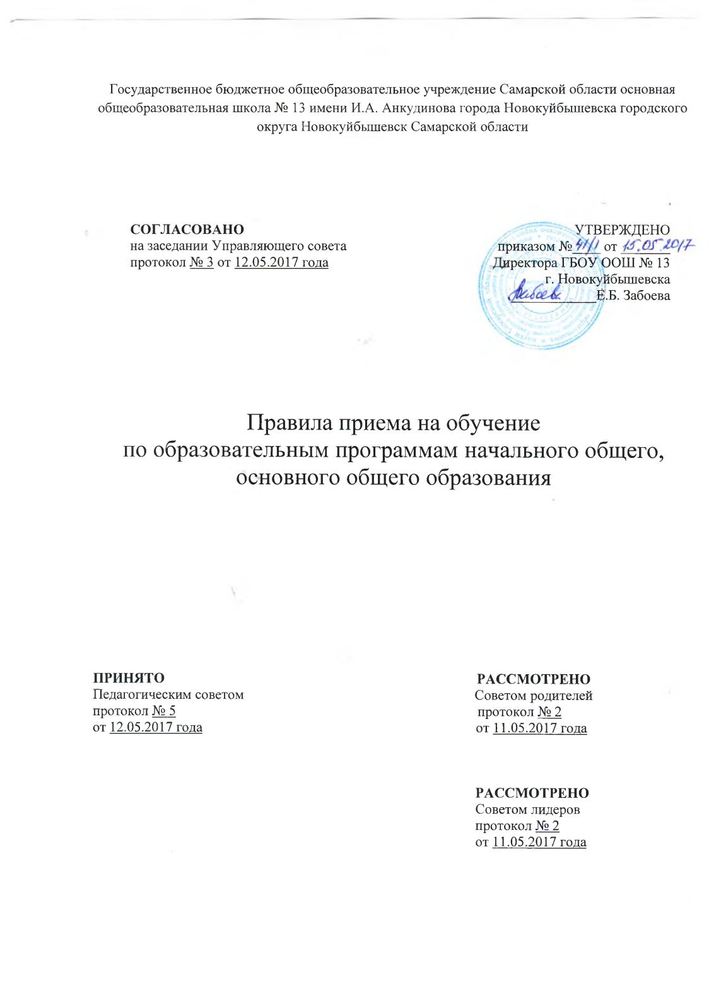 Государственное бюджетное общеобразовательное учреждение Самарской области основная
общеобразовательная школа № 13 имени И.А. Анкудинова города Новокуйбышевска городского
округа Новокуйбышевск Самарской области
СОГЛАСОВАНО
на заседании Управляющего совета
протокол № 3 от 12.05.2017 года
УТВЕРЖДЕНО
приказом № 41/1 от 15.05.2017
Директора ГБОУ ООШ № 13
г. Новокуйбышевска
Е.Б. Забоева
Правила приема на обучение
по образовательным программам начального общего,
основного общего образования
ПРИНЯТО
Педагогическим советом
протокол № 5
от 12.05.2017 года
РАССМОТРЕНО
Советом родителей
протокол № 2
от 11.05.2017 года
РАССМОТРЕНО
Советом лидеров
протокол № 2
от 11.05.2017 года